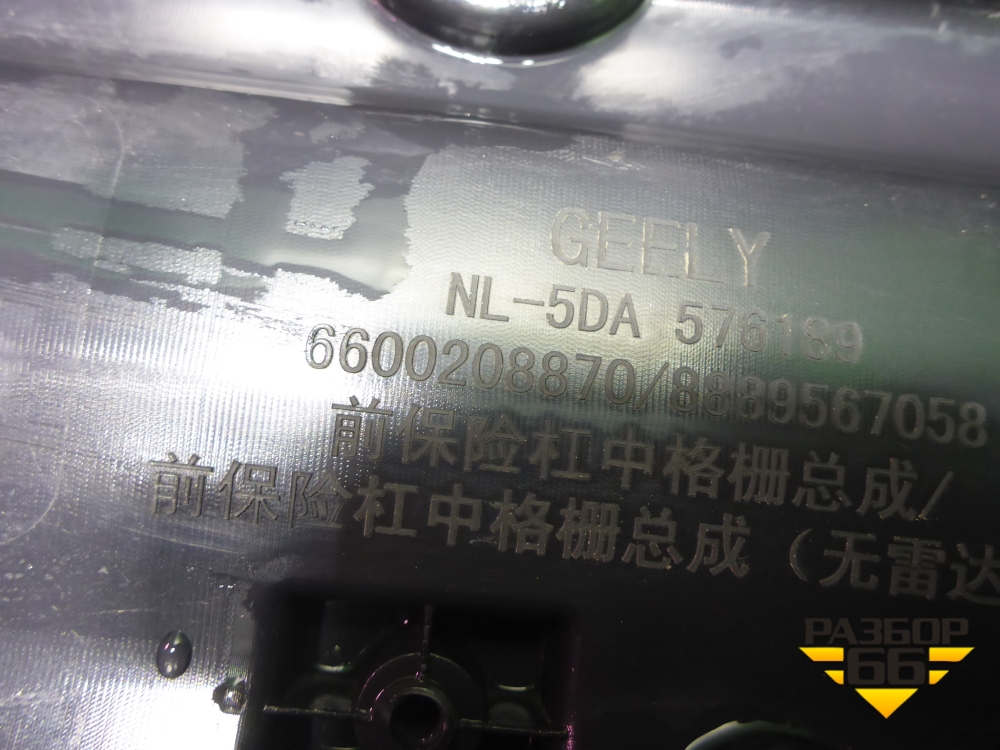 GEELY
NL-5DA 576189
6600208870/8889567058
前保险杠中格栅总成/
前保险杠中格栅总成（无雷达
РАЗБОР
66